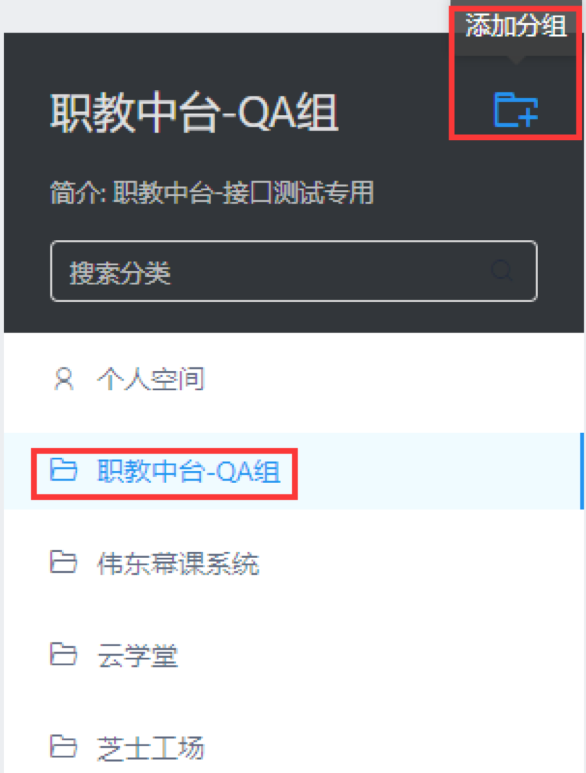 添加分组
职教中台-QA组
简介: 职教中台-接口测试专用
搜索分类
个人空间
职教中台-QA组
伟东幕课系统
云学堂
芝士工场